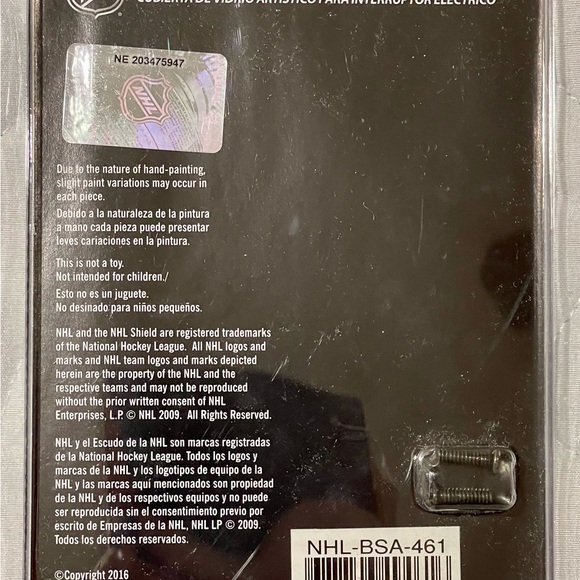 CUBIERTA DE VIDRIO ARTÍSTICO PARA INTERRUPTOR ELÉCTRICO
NE 203475947
NHL
Due to the nature of hand-painting,
slight paint variations may occur in
each piece.
Debido a la naturaleza de la pintura
a mano cada pieza puede presentar
leves cariaciones en la pintura.
This is not a toy.
Not intended for children./
Esto no es un juguete.
No desinado para niños pequeños.
NHL and the NHL Shield are registered trademarks
of the National Hockey League. All NHL logos and
marks and NHL team logos and marks depicted
herein are the property of the NHL and the
respective teams and may not be reproduced
without the prior written consent of NHL
Enterprises, L.P. © NHL 2009. All Rights Reserved.
NHL y el Escudo de la NHL son marcas registradas
de la National Hockey League. Todos los logos y
marcas de la NHL y los logotipos de equipo de la
NHL y las marcas aquí mencionados son propiedad
de la NHL y de los respectivos equipos y no puede
ser reproducida sin el consentimiento previo por
escrito de Empresas de la NHL, NHL LP © 2009.
Todos los derechos reservados.
NHL-BSA-461
©Copyright 2016